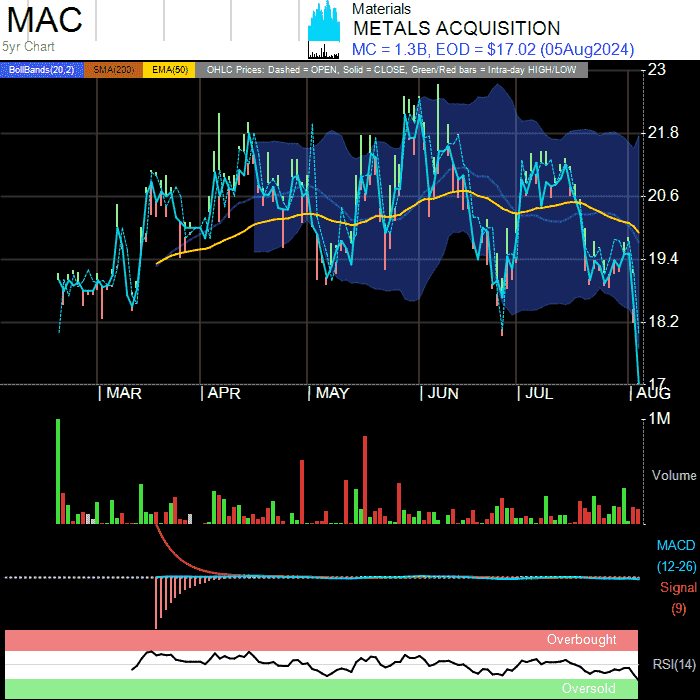 MAC
5yr Chart
Materials
METALS ACQUISITION
MC = 1.3B, EOD = $17.02 (05Aug2024)
BollBands(20,2) SMA(200) EMA(50) OHLC Prices: Dashed = OPEN, Solid = CLOSE, Green/Red bars = Intra-day HIGH/LOW
23
21.8
20.6
19.4
18.2
17
| MAR | APR | MAY | JUN | JUL | AUG
1M
Volume
MACD
(12-26)
Signal
(9)
Overbought
RSI(14)
Oversold